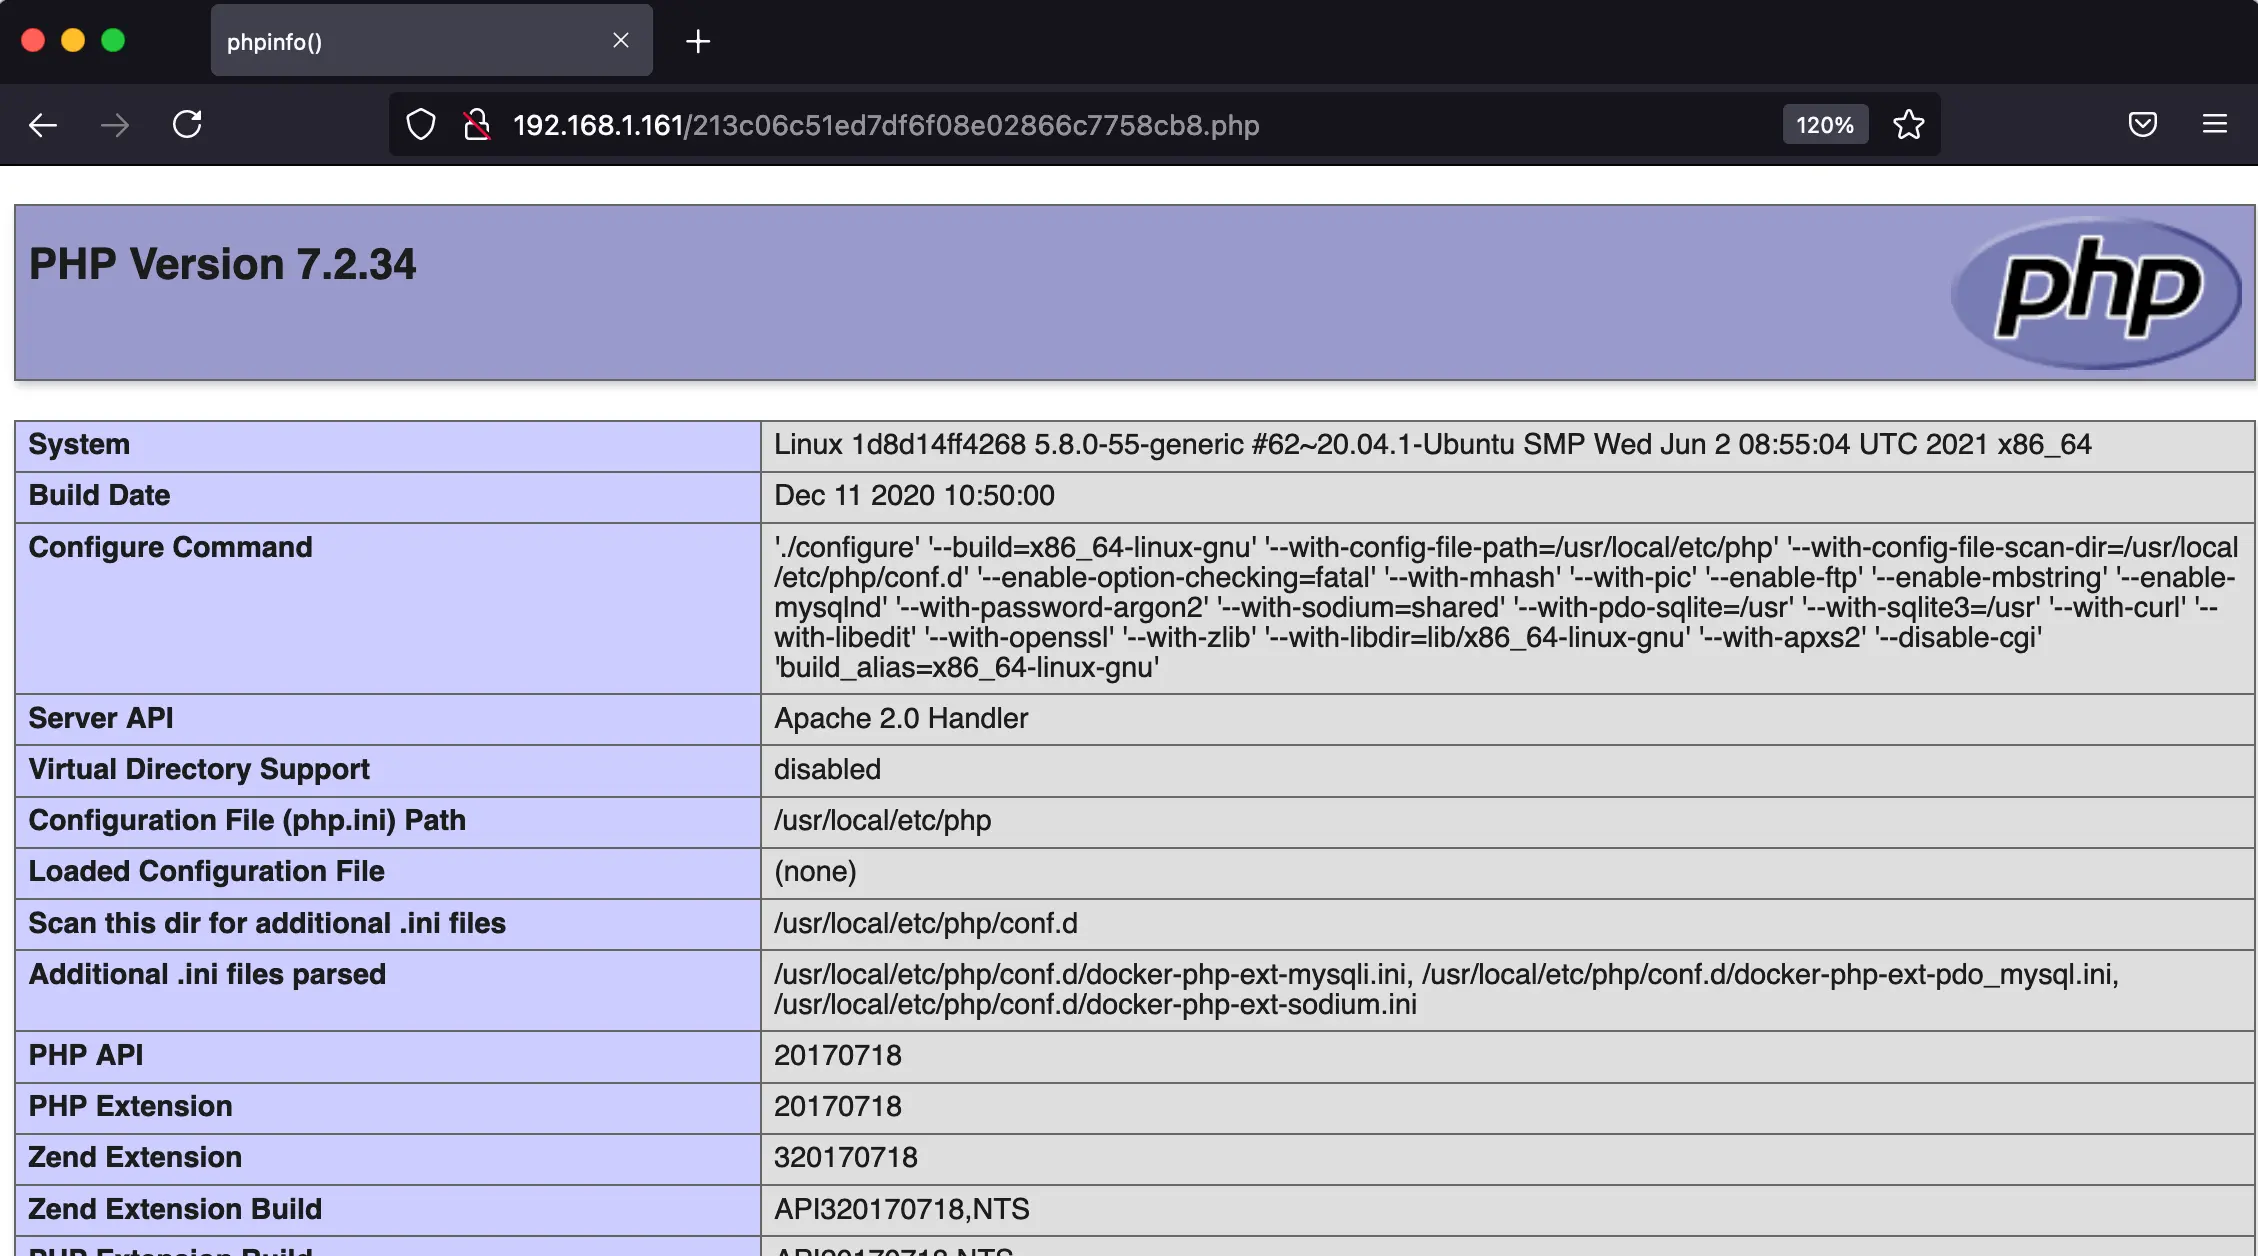 phpinfo()
192.168.1.161/213c06c51ed7df6f08e02866c7758cb8.php
120%
PHP Version 7.2.34
php
System
Linux 1d8d14ff4268 5.8.0-55-generic #62~20.04.1-Ubuntu SMP Wed Jun 2 08:55:04 UTC 2021 x86_64
Build Date
Dec 11 2020 10:50:00
Configure Command
'./configure' '--build=x86_64-linux-gnu' '--with-config-file-path=/usr/local/etc/php' '--with-config-file-scan-dir=/usr/local
/etc/php/conf.d' '--enable-option-checking=fatal' '--with-mhash' '--with-pic' '--enable-ftp' '--enable-mbstring' '--enable-
mysqlnd' '--with-password-argon2' '--with-sodium=shared' '--with-pdo-sqlite=/usr' '--with-sqlite3=/usr' '--with-curl' '--
with-libedit' '--with-openssl' '--with-zlib' '--with-libdir=lib/x86_64-linux-gnu' '--with-apxs2' '--disable-cgi'
'build_alias=x86_64-linux-gnu'
Server API
Apache 2.0 Handler
Virtual Directory Support
disabled
Configuration File (php.ini) Path
/usr/local/etc/php
Loaded Configuration File
(none)
Scan this dir for additional .ini files
/usr/local/etc/php/conf.d
Additional .ini files parsed
/usr/local/etc/php/conf.d/docker-php-ext-mysqli.ini, /usr/local/etc/php/conf.d/docker-php-ext-pdo_mysql.ini,
/usr/local/etc/php/conf.d/docker-php-ext-sodium.ini
PHP API
20170718
PHP Extension
20170718
Zend Extension
320170718
Zend Extension Build
API320170718,NTS
PHP Extension Build
API20170718,NTS